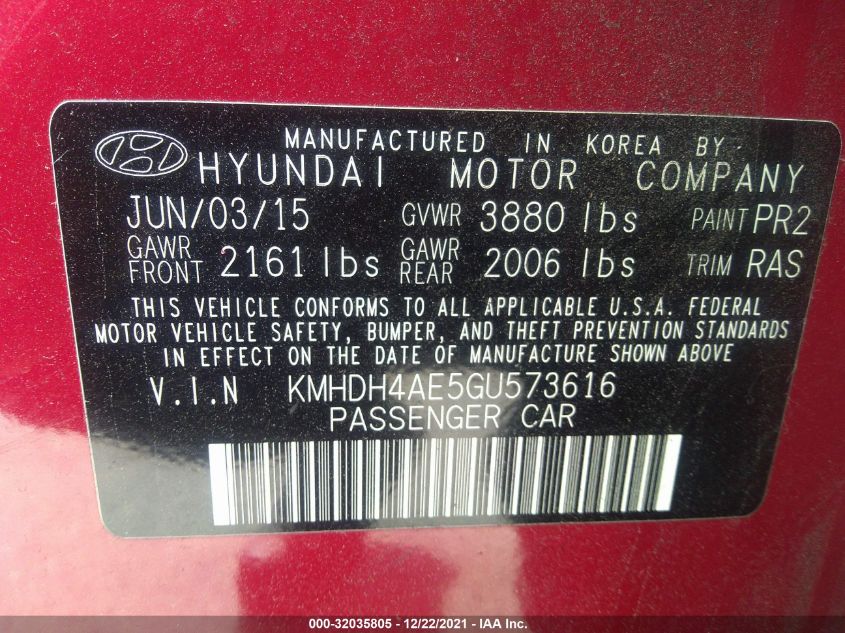 MANUFACTURED IN KOREA BY
HYUNDAI MOTOR COMPANY
JUN/03/15 GVWR 3880 lbs PAINT PR2
GAWR FRONT 2161 lbs GAWR REAR 2006 lbs TRIM RAS
THIS VEHICLE CONFORMS TO ALL APPLICABLE U.S.A. FEDERAL
MOTOR VEHICLE SAFETY, BUMPER, AND THEFT PREVENTION STANDARDS
IN EFFECT ON THE DATE OF MANUFACTURE SHOWN ABOVE
V.I.N KMHDH4AE5GU573616
PASSENGER CAR
000-32035805 - 12/22/2021 - IAA Inc.